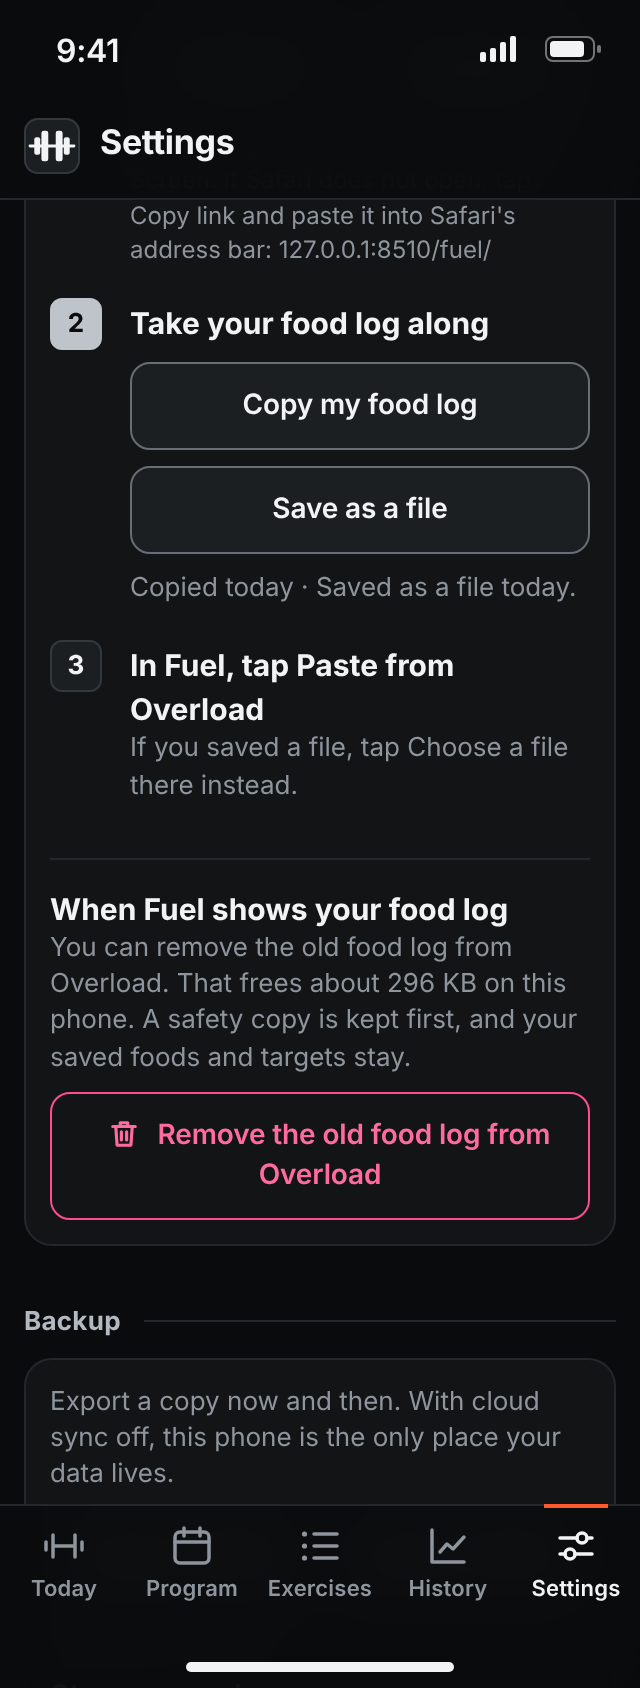 9:41
Settings
Copy link and paste it into Safari's
address bar: 127.0.0.1:8510/fuel/
2
Take your food log along
Copy my food log
Save as a file
Copied today · Saved as a file today.
3
In Fuel, tap Paste from
Overload
If you saved a file, tap Choose a file
there instead.
When Fuel shows your food log
You can remove the old food log from
Overload. That frees about 296 KB on this
phone. A safety copy is kept first, and your
saved foods and targets stay.
Remove the old food log from
Overload
Backup
Export a copy now and then. With cloud
sync off, this phone is the only place your
data lives.
Today
Program
Exercises
History
Settings